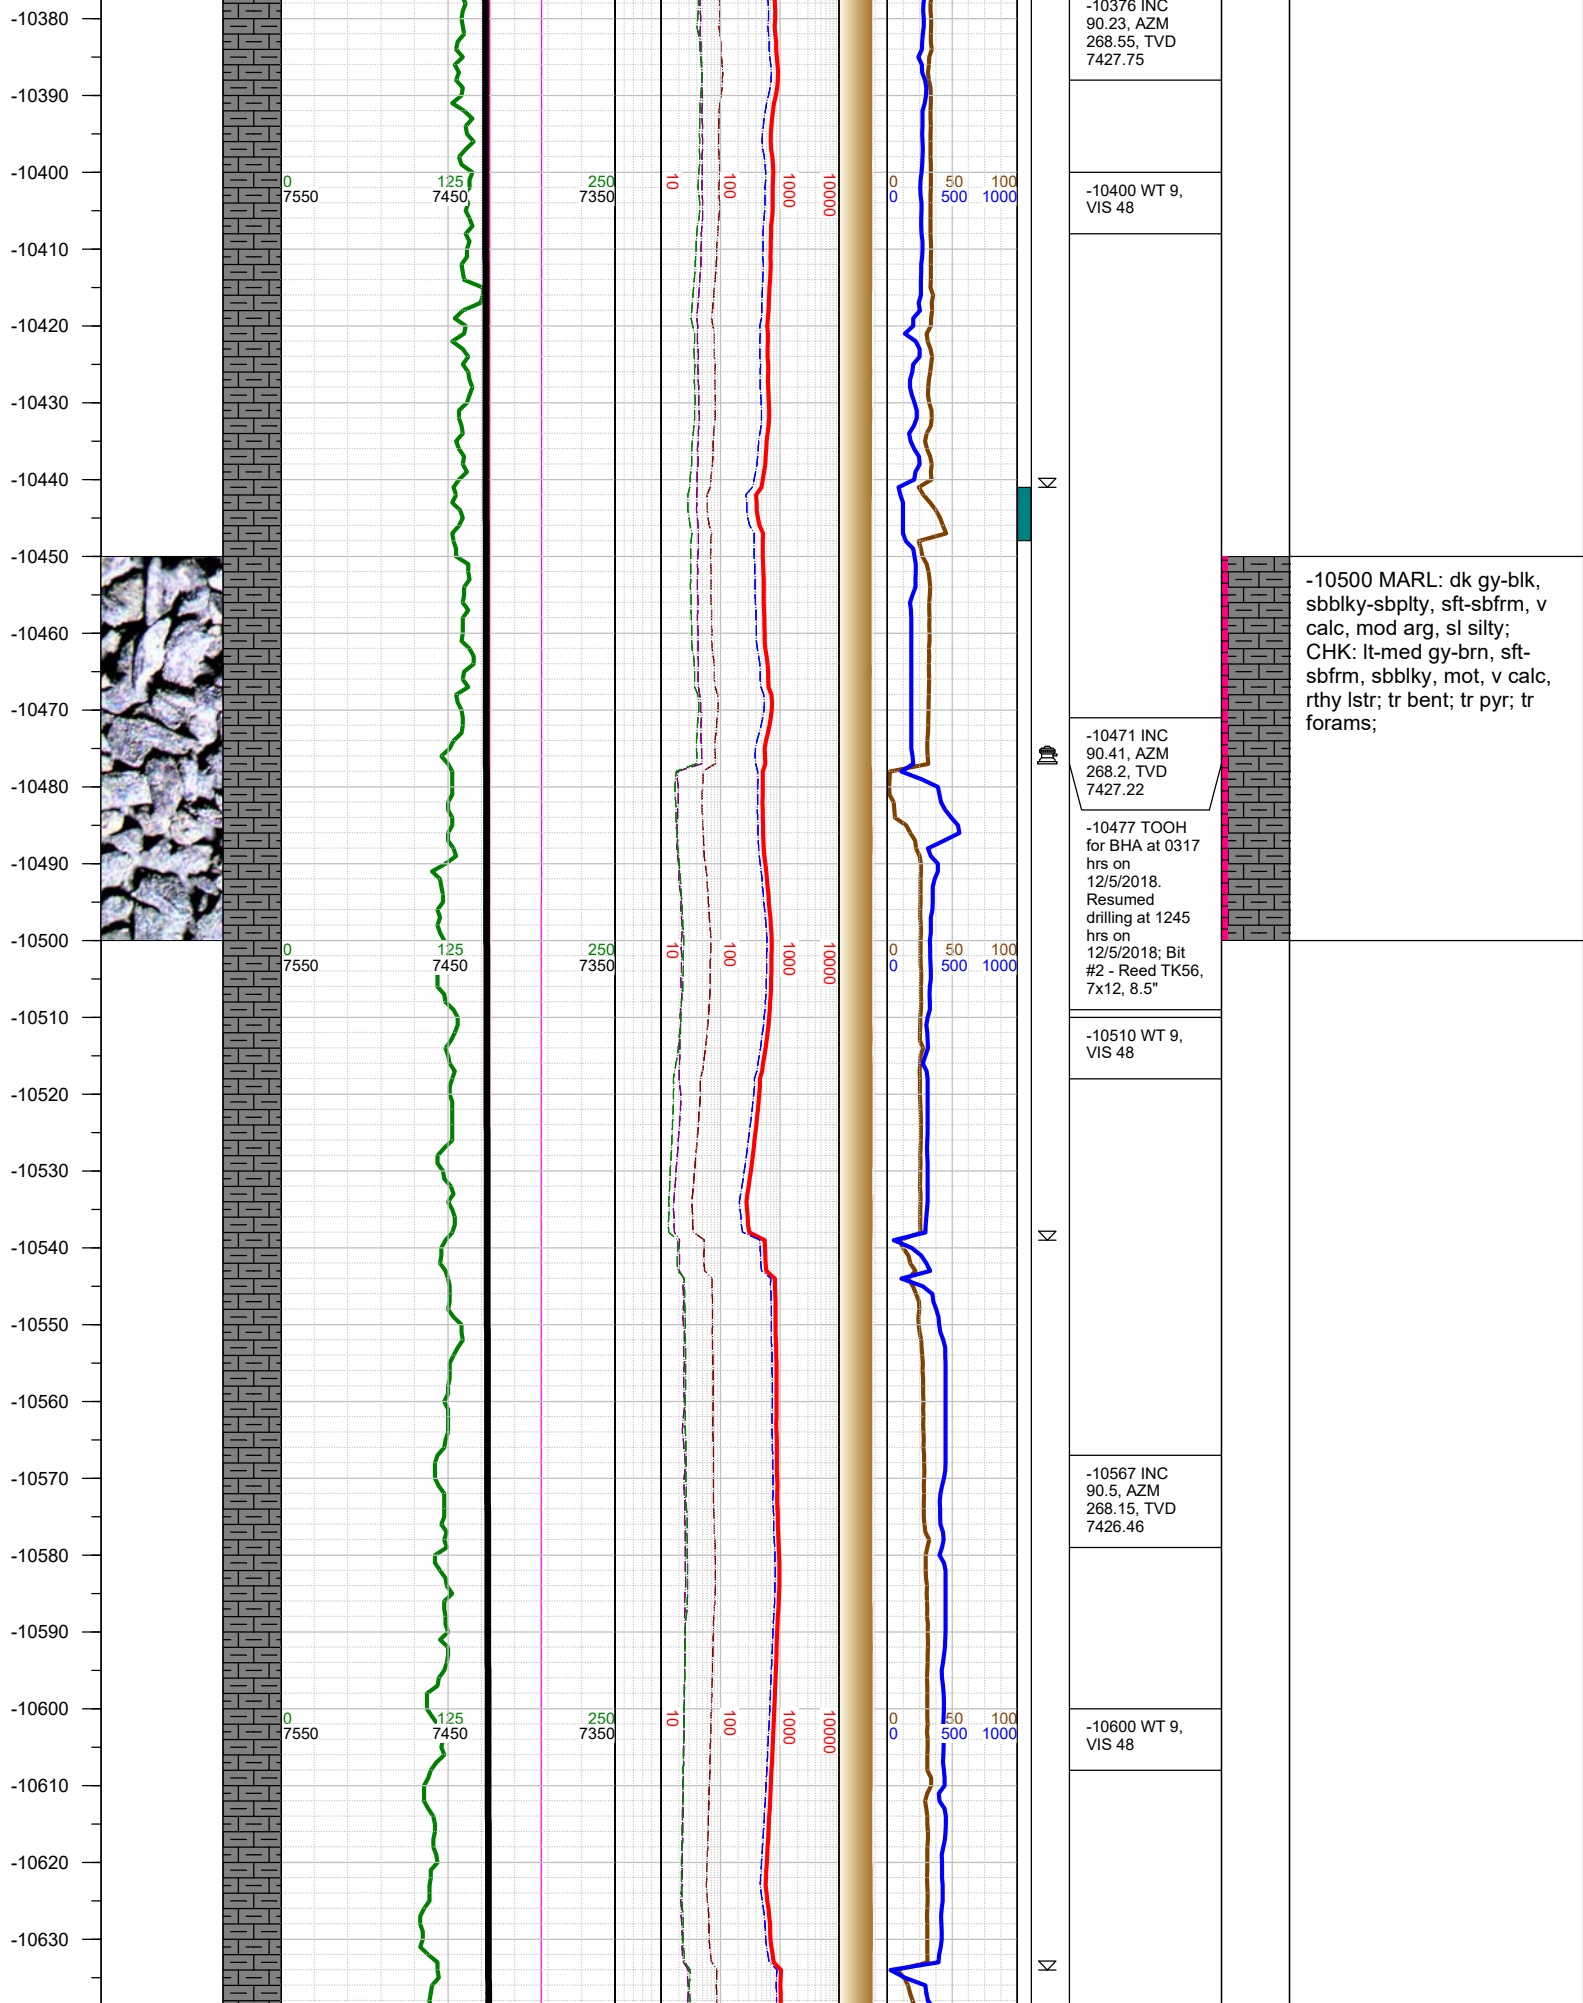 -10380
-10390
-10400
-10410
-10420
-10430
-10440
-10450
-10460
-10470
-10480
-10490
-10500
-10510
-10520
-10530
-10540
-10550
-10560
-10570
-10580
-10590
-10600
-10610
-10620
-10630
0 125 250
7550 7450 7350
10 100 1000 10000
0 50 100
0 500 1000
0 125 250
7550 7450 7350
10 100 1000 10000
0 50 100
0 500 1000
0 125 250
7550 7450 7350
10 100 1000 10000
0 50 100
0 500 1000
-10376 INC
90.23, AZM
268.55, TVD
7427.75
-10400 WT 9,
VIS 48
-10471 INC
90.41, AZM
268.2, TVD
7427.22
-10477 TOOH
for BHA at 0317
hrs on
12/5/2018.
Resumed
drilling at 1245
hrs on
12/5/2018; Bit
#2 - Reed TK56,
7x12, 8.5"
-10510 WT 9,
VIS 48
-10567 INC
90.5, AZM
268.15, TVD
7426.46
-10600 WT 9,
VIS 48
-10500 MARL: dk gy-blk,
sbblky-sbplty, sft-sbfrm, v
calc, mod arg, sl silty;
CHK: lt-med gy-brn, sft-
sbfrm, sbblky, mot, v calc,
rthy lstr; tr bent; tr pyr; tr
forams;